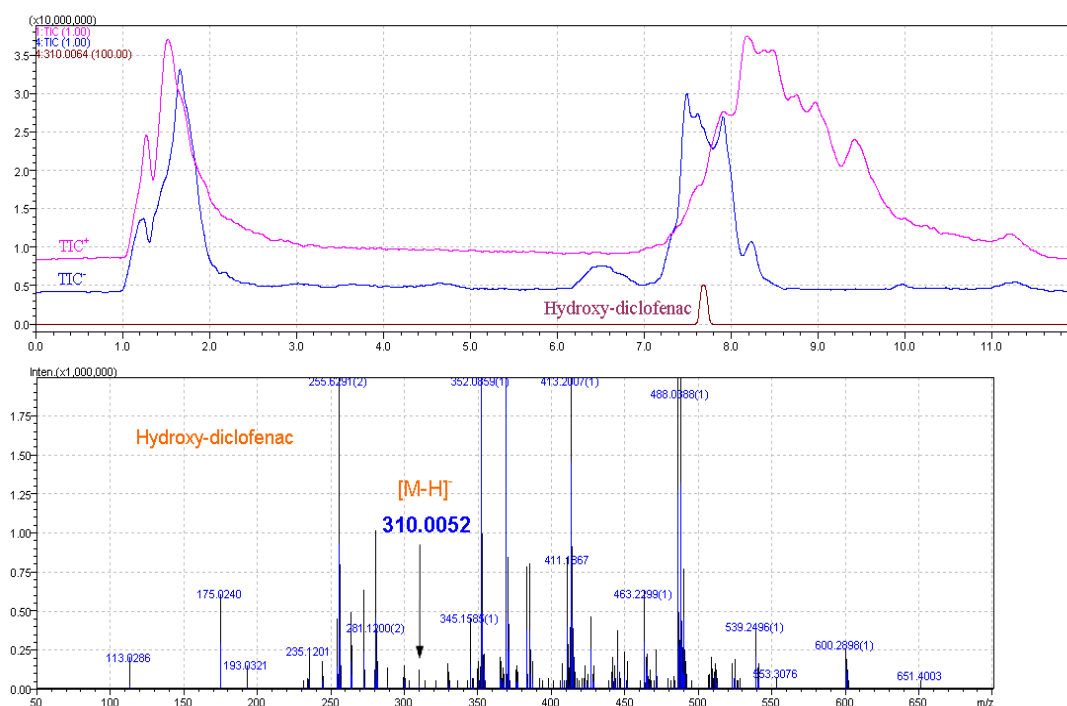 (x10,000,000)
1:TIC (1.00)
4:TIC (1.00)
4:310.0064 (100.00)
3.5
3.0
2.5
2.0
1.5
1.0
0.5
0.0
TIC+
TIC-
Hydroxy-diclofenac
0.0 1.0 2.0 3.0 4.0 5.0 6.0 7.0 8.0 9.0 10.0 11.0
Inten.(x1,000,000)
1.75
1.50
1.25
1.00
0.75
0.50
0.25
0.00
255.6291(2) 352.0859(1) 413.2007(1)
488.0388(1)
Hydroxy-diclofenac
[M-H]-
310.0052
411.1867
175.0240 463.2299(1)
345.1585(1)
281.1200(2) 539.2496(1)
235.1201 600.2898(1)
113.0286 193.0321 553.3076 651.4003
50 100 150 200 250 300 350 400 450 500 550 600 650 m/z